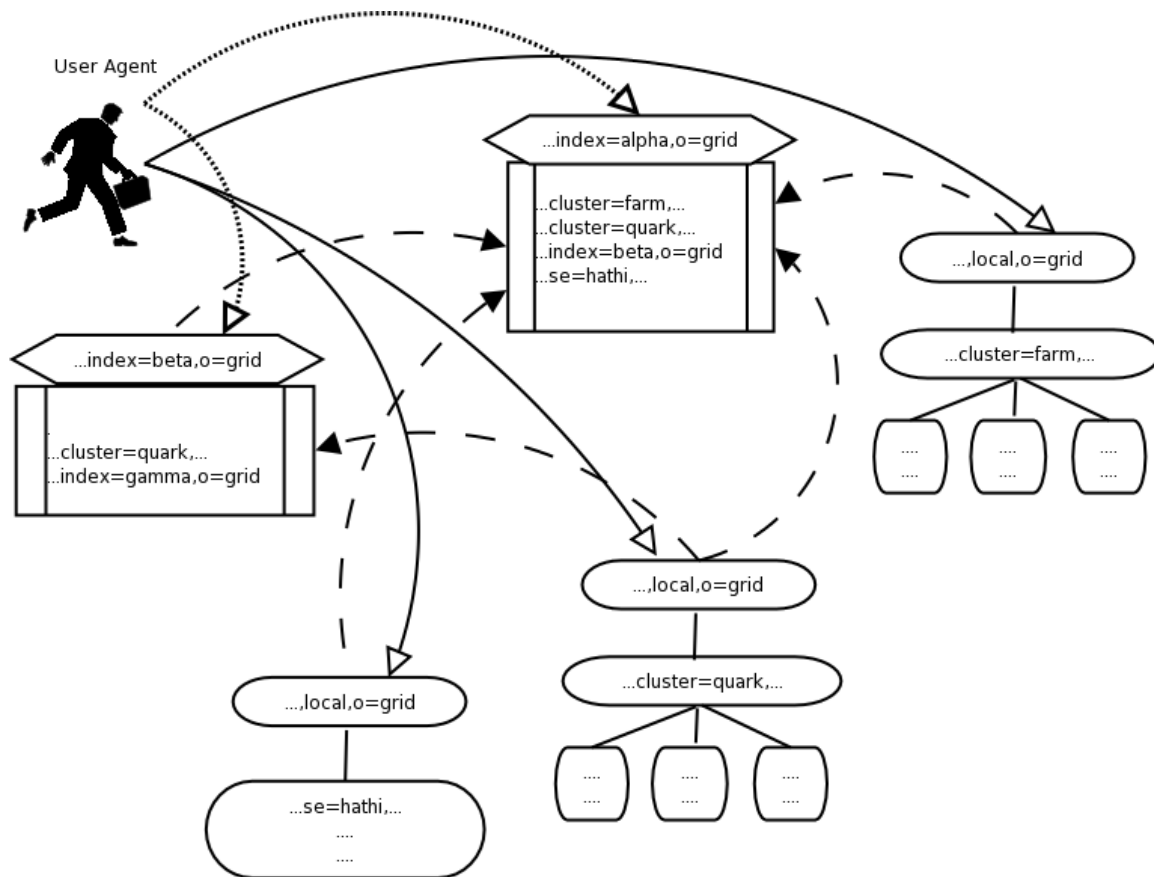 User Agent
...index=alpha,o=grid
...cluster=farm,...
...cluster=quark,...
...index=beta,o=grid
...se=hathi,...
...,local,o=grid
...cluster=farm,...
.... .... ....
.... .... ....
...index=beta,o=grid
.
...cluster=quark,...
...index=gamma,o=grid
...,local,o=grid
...cluster=quark,...
.... .... ....
.... .... ....
...,local,o=grid
...se=hathi,...
....
....